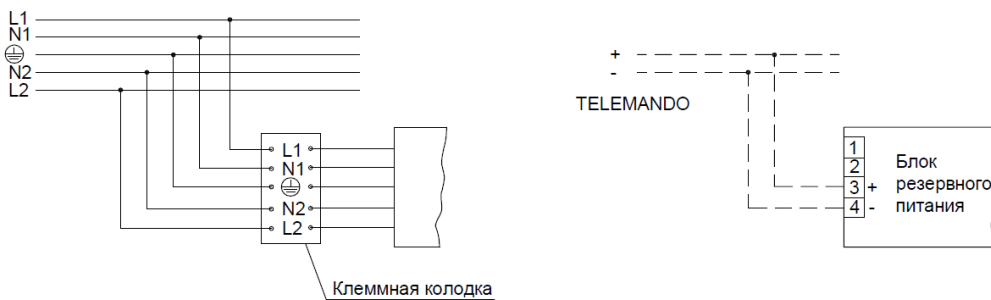 L1
N1
N2
L2
L1
N1
N2
L2
Клеммная колодка
+
-
TELEMANDO
1
2
3 +
4 -
Блок
резервного
питания